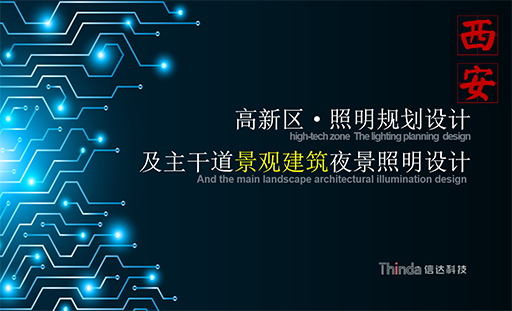 西
安
高新区·照明规划设计
high-tech zone The lighting planning design
及主干道景观建筑夜景照明设计
And the main landscape architectural illumination design
Thinda 信达科技